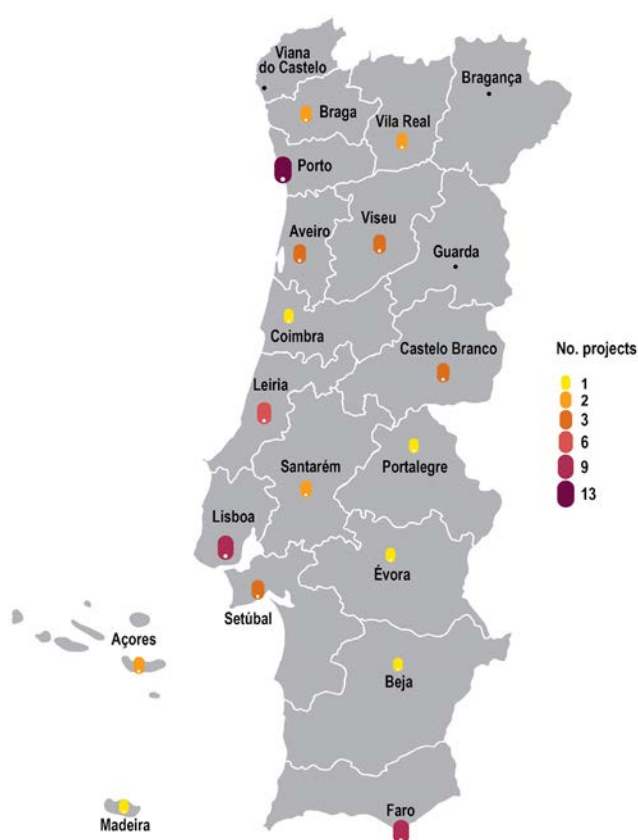 Viana
do Castelo
Bragança
Braga
Vila Real
Porto
Viseu
Aveiro
Guarda
Coimbra
Castelo Branco
No. projects
1
2
3
6
9
13
Leiria
Santarém
Portalegre
Lisboa
Évora
Setúbal
Açores
Beja
Madeira
Faro